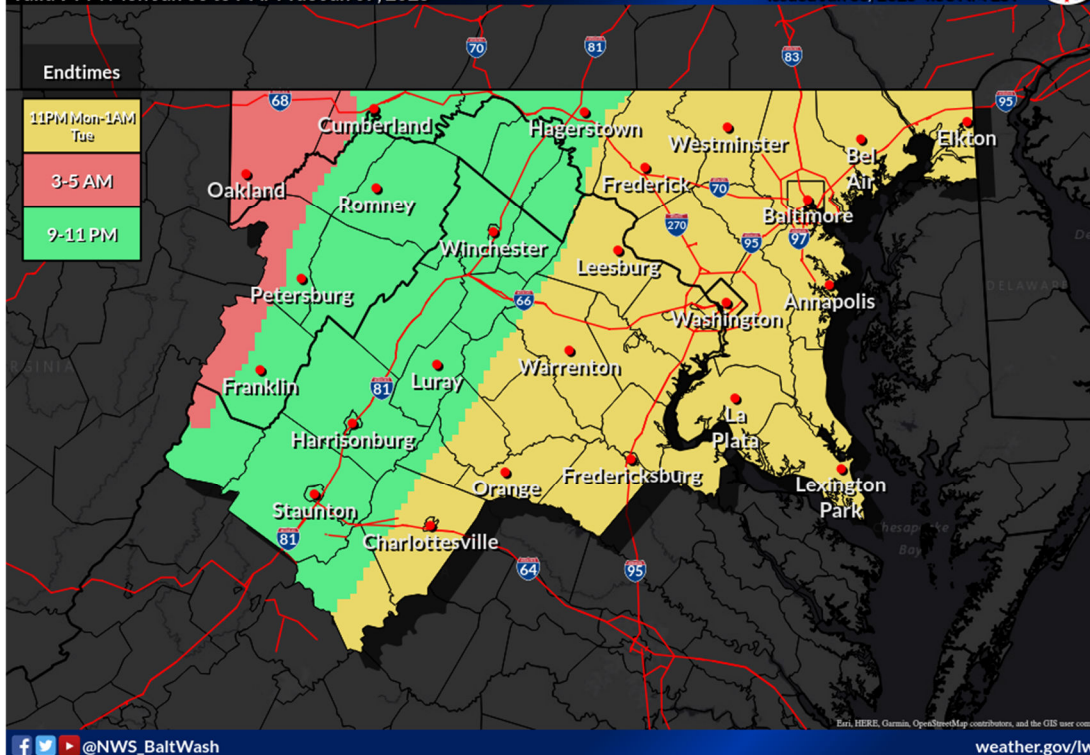 Endtimes
11PM Mon-1AM
Tue
3-5 AM
9-11 PM
68
70
81
83
95
Cumberland
Hagerstown
Westminster
Elkton
Bel
Air
Oakland
Romney
Frederick
70
Baltimore
270
95
97
Winchester
Leesburg
Petersburg
66
Washington
Annapolis
DELAWARE
Franklin
81
Luray
Warrenton
La
Plata
Harrisonburg
Staunton
Orange
Fredericksburg
Lexington
Park
81
Charlottesville
64
95
Chesapeake
Bay
Esri, HERE, Garmin, OpenStreetMap contributors, and the GIS user com
@NWS_BaltWash
weather.gov/lw